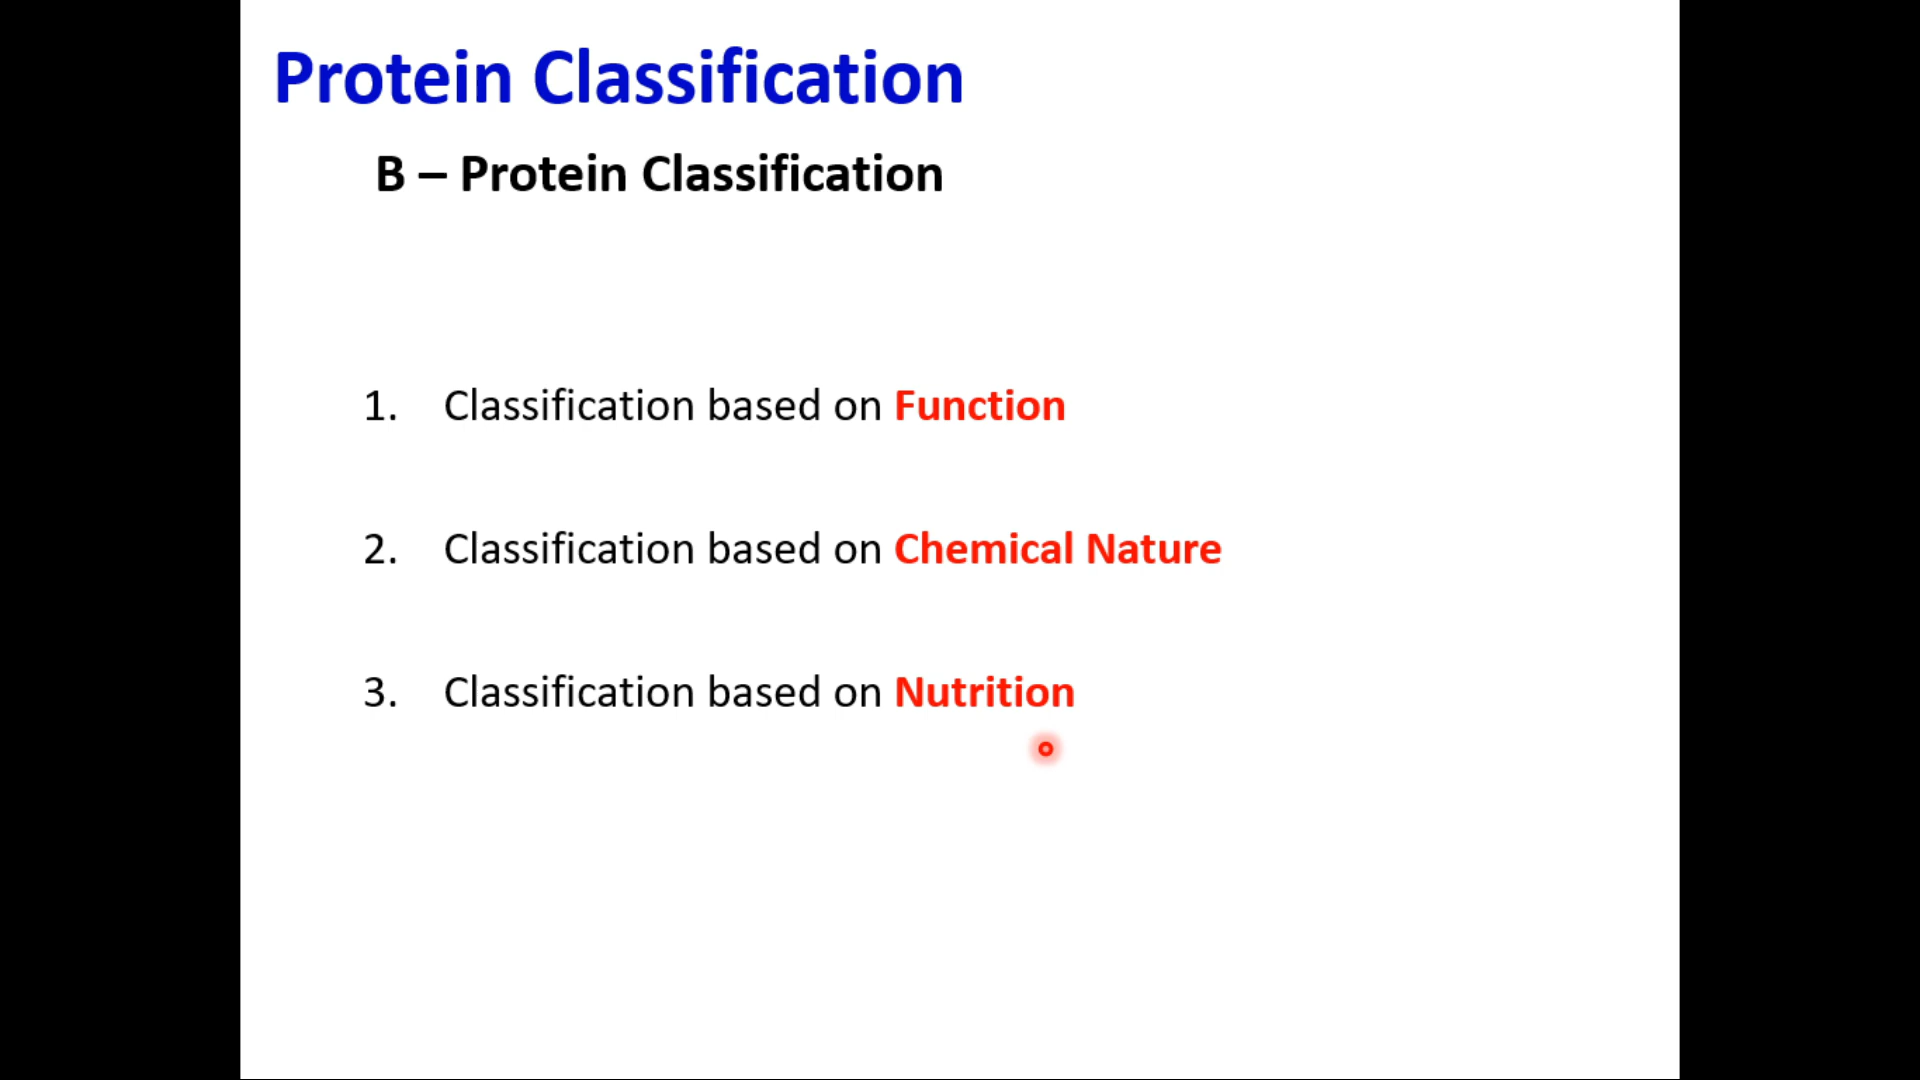 Protein Classification
B – Protein Classification
1. Classification based on Function
2. Classification based on Chemical Nature
3. Classification based on Nutrition